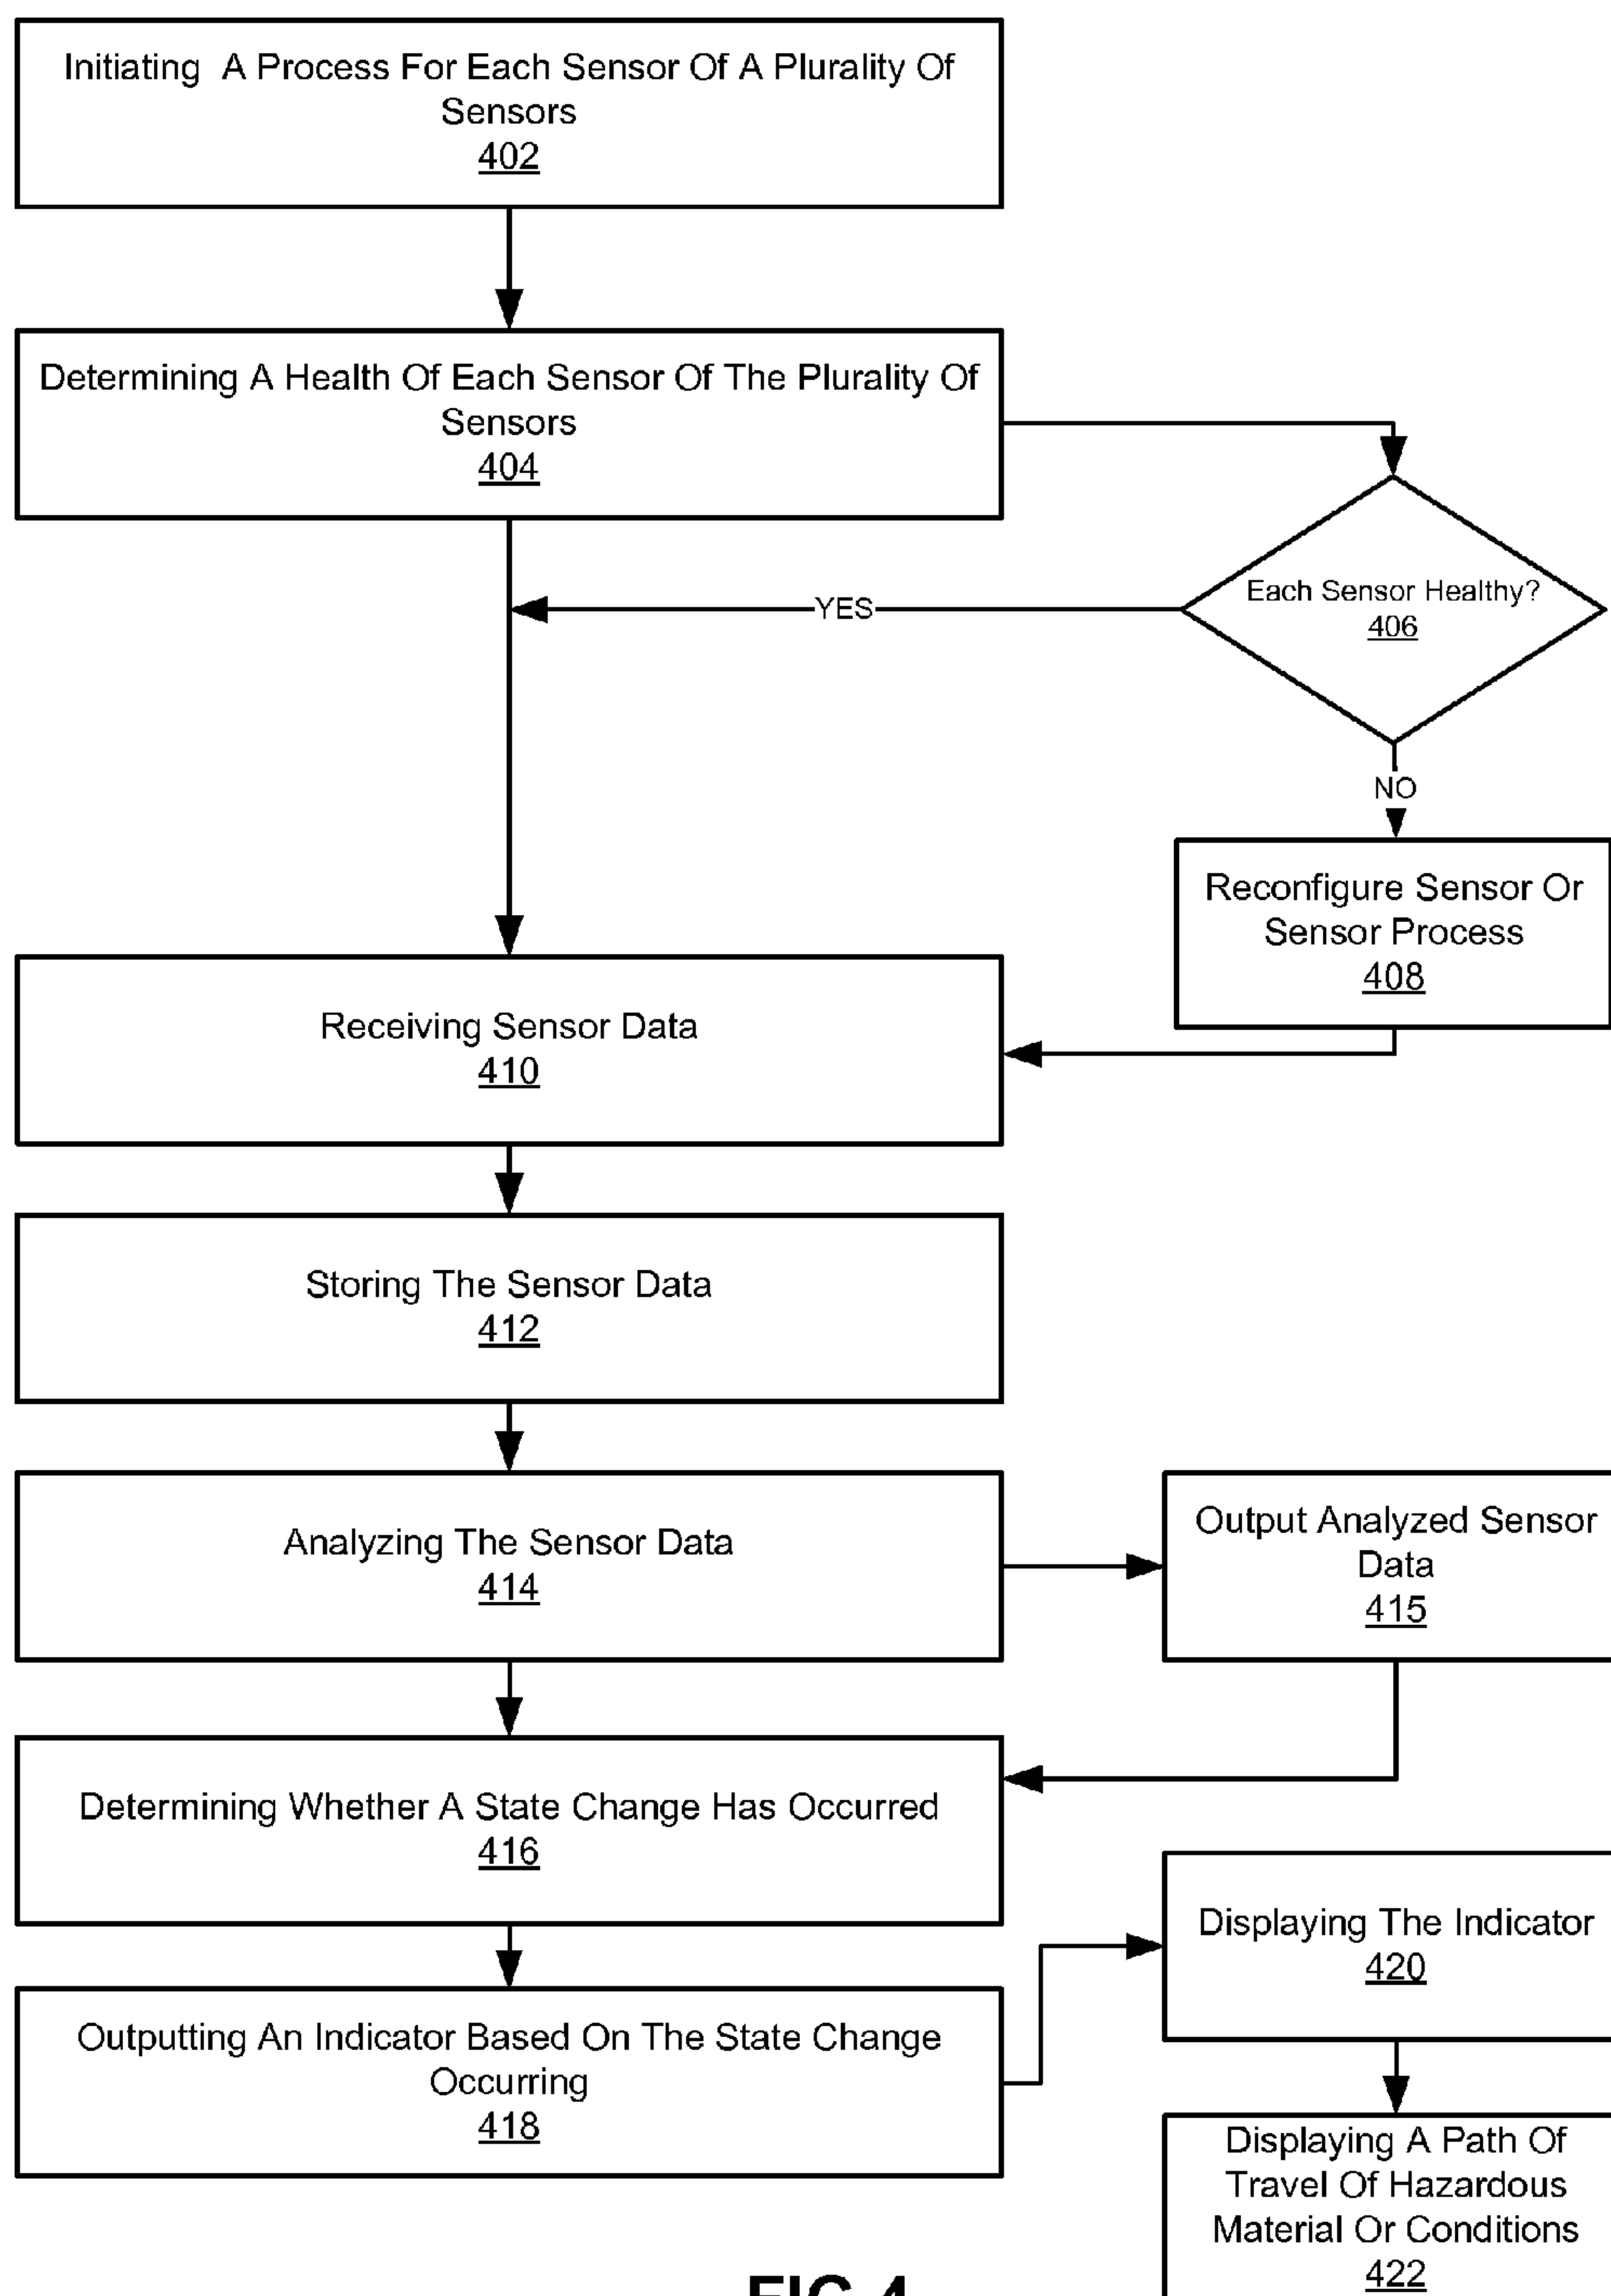 Initiating A Process For Each Sensor Of A Plurality Of
Sensors
402
Determining A Health Of Each Sensor Of The Plurality Of
Sensors
404
Each Sensor Healthy?
406
YES
NO
Reconfigure Sensor Or
Sensor Process
408
Receiving Sensor Data
410
Storing The Sensor Data
412
Analyzing The Sensor Data
414
Output Analyzed Sensor
Data
415
Determining Whether A State Change Has Occurred
416
Displaying The Indicator
420
Outputting An Indicator Based On The State Change
Occurring
418
Displaying A Path Of
Travel Of Hazardous
Material Or Conditions
422
FIG 4